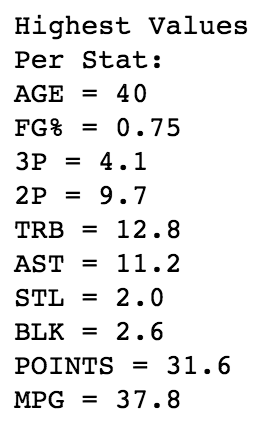 Highest Values
Per Stat:
AGE = 40
FG% = 0.75
3P = 4.1
2P = 9.7
TRB = 12.8
AST = 11.2
STL = 2.0
BLK = 2.6
POINTS = 31.6
MPG = 37.8